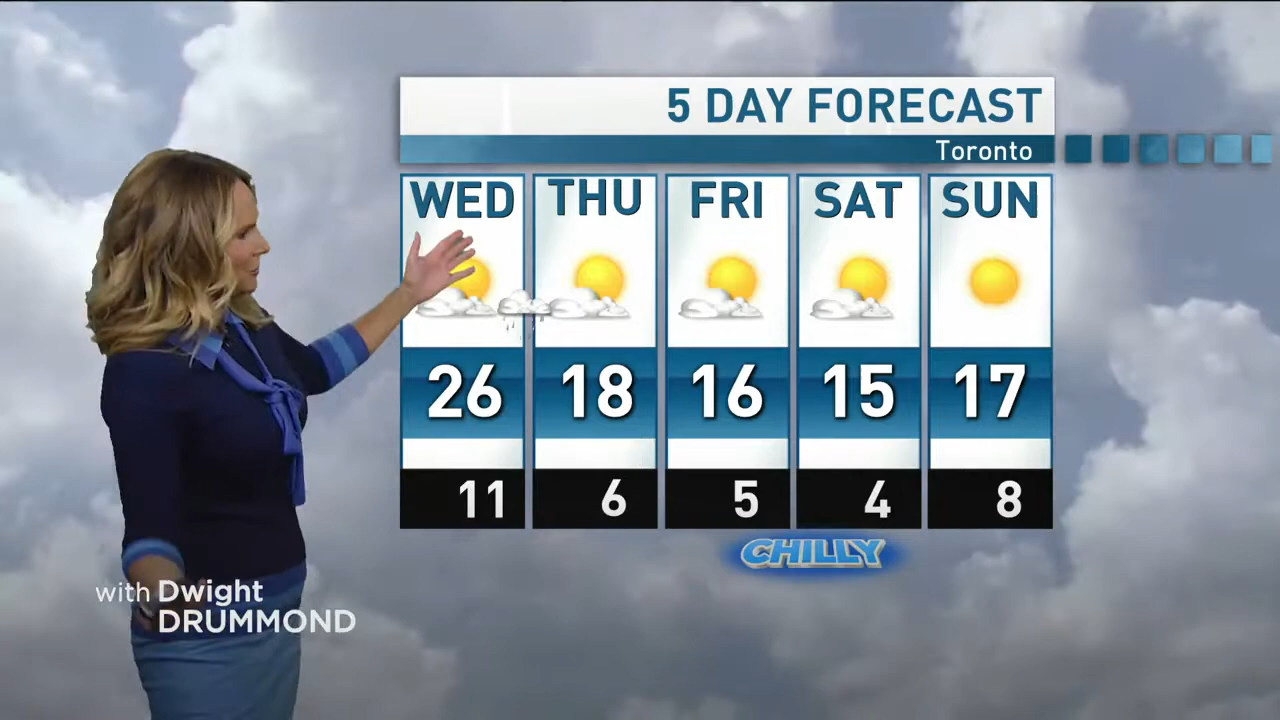 5 DAY FORECAST
Toronto
WED THU FRI SAT SUN
26 18 16 15 17
11 6 5 4 8
CHILLY
with Dwight
DRUMMOND